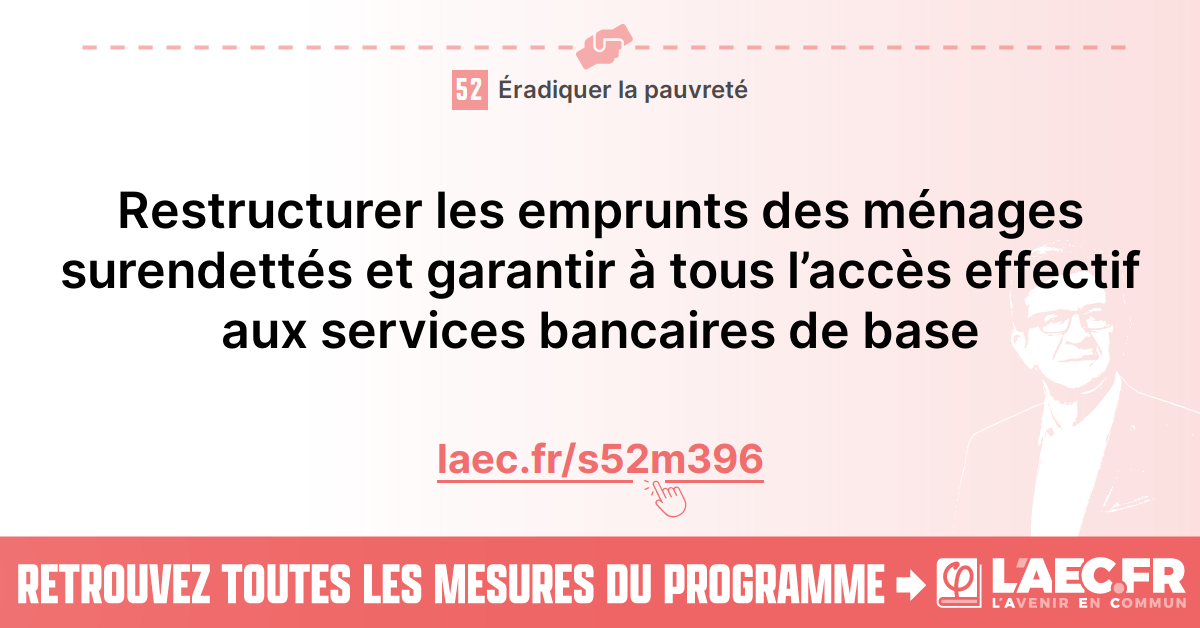 52 Éradiquer la pauvreté
Restructurer les emprunts des ménages
surendettés et garantir à tous l’accès effectif
aux services bancaires de base
laec.fr/s52m396
RETROUVEZ TOUTES LES MESURES DU PROGRAMME → φ L'AEC.FR
L'AVENIR EN COMMUN